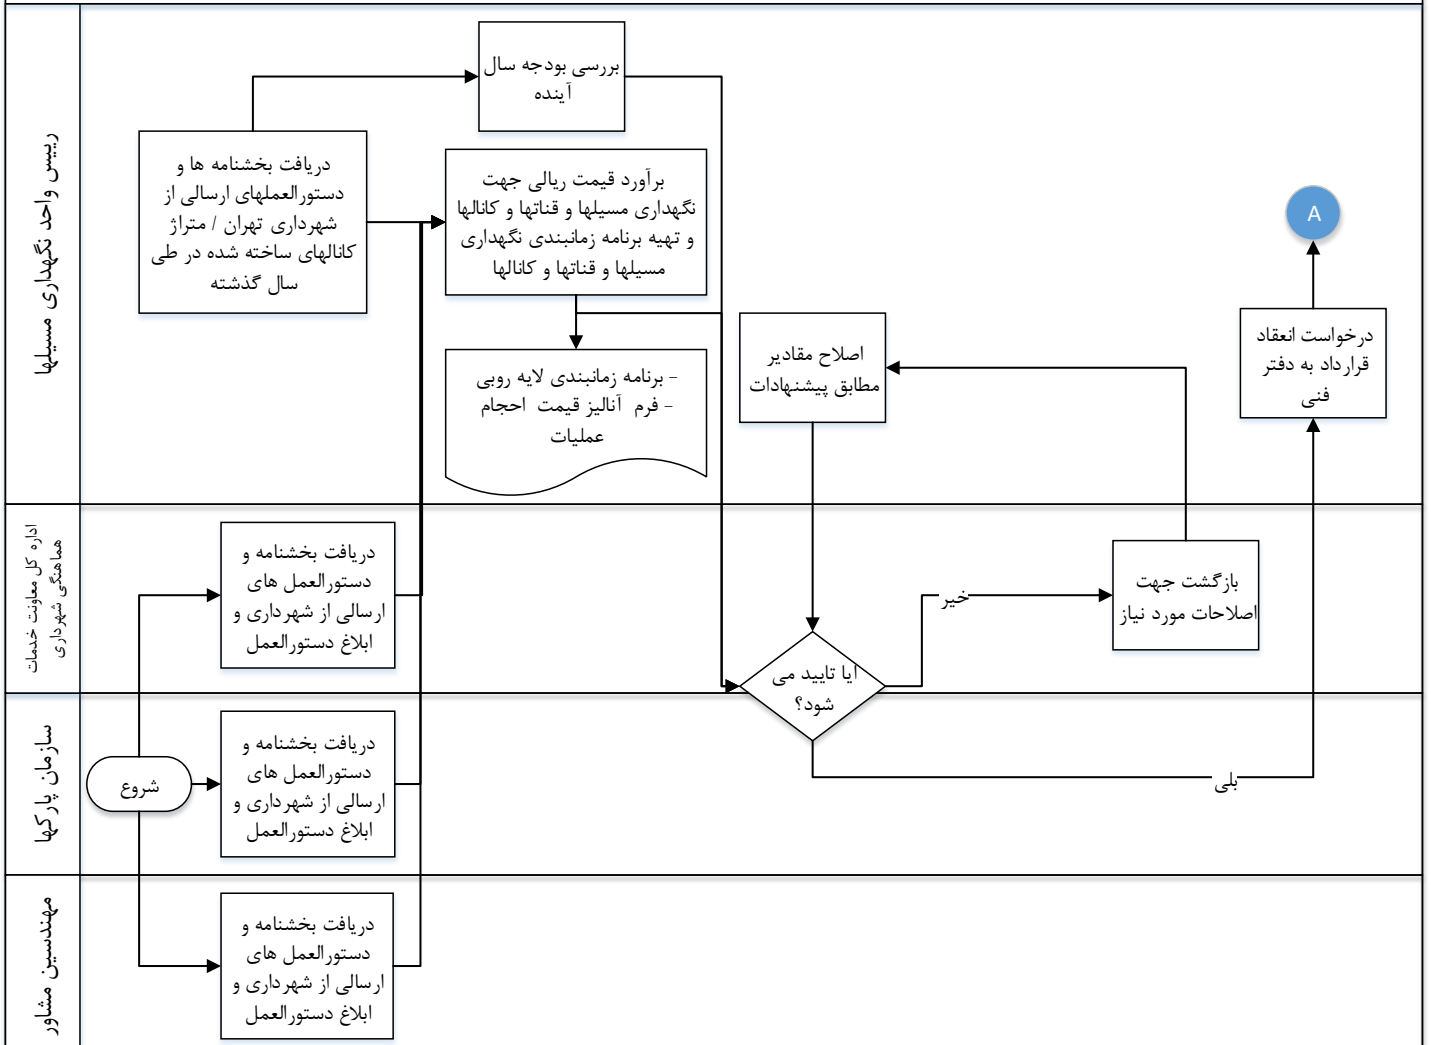 رییس واحد نگهداری مسیلها
بررسی بودجه سال
آینده
دریافت بخشنامه ها و
دستورالعملهای ارسالی از
شهرداری تهران / متراژ
کانالهای ساخته شده در طی
سال گذشته
برآورد قیمت ریالی جهت
نگهداری مسیلها و قناتها و کانالها
و تهیه برنامه زمانبندی نگهداری
مسیلها و قناتها و کانالها
- برنامه زمانبندی لایه روبی
- فرم آنالیز قیمت احجام
عملیات
اصلاح مقادیر
مطابق پیشنهادات
A
درخواست انعقاد
قرارداد به دفتر
فنی
اداره کل معاونت خدمات
هماهنگی شهرداری
دریافت بخشنامه و
دستورالعمل های
ارسالی از شهرداری و
ابلاغ دستورالعمل
خیر
بازگشت جهت
اصلاحات مورد نیاز
ایا تایید می
شود؟
سازمان پارکها
شروع
دریافت بخشنامه و
دستورالعمل های
ارسالی از شهرداری و
ابلاغ دستورالعمل
بلی
مهندسین مشاور
دریافت بخشنامه و
دستورالعمل های
ارسالی از شهرداری و
ابلاغ دستورالعمل